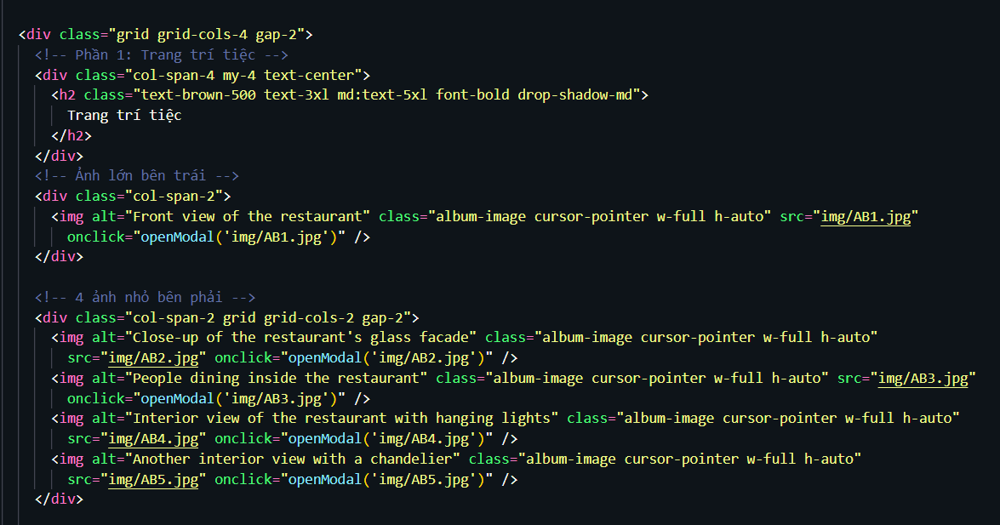 <div class="grid grid-cols-4 gap-2">
<!-- Phần 1: Trang trí tiệc -->
<div class="col-span-4 my-4 text-center">
<h2 class="text-brown-500 text-3xl md:text-5xl font-bold drop-shadow-md">
Trang trí tiệc
</h2>
</div>
<!-- Ảnh lớn bên trái -->
<div class="col-span-2">
<img alt="Front view of the restaurant" class="album-image cursor-pointer w-full h-auto" src="img/AB1.jpg"
onclick="openModal('img/AB1.jpg')" />
</div>
<!-- 4 ảnh nhỏ bên phải -->
<div class="col-span-2 grid grid-cols-2 gap-2">
<img alt="Close-up of the restaurant's glass facade" class="album-image cursor-pointer w-full h-auto"
src="img/AB2.jpg" onclick="openModal('img/AB2.jpg')" />
<img alt="People dining inside the restaurant" class="album-image cursor-pointer w-full h-auto" src="img/AB3.jpg"
onclick="openModal('img/AB3.jpg')" />
<img alt="Interior view of the restaurant with hanging lights" class="album-image cursor-pointer w-full h-auto"
src="img/AB4.jpg" onclick="openModal('img/AB4.jpg')" />
<img alt="Another interior view with a chandelier" class="album-image cursor-pointer w-full h-auto"
src="img/AB5.jpg" onclick="openModal('img/AB5.jpg')" />
</div>